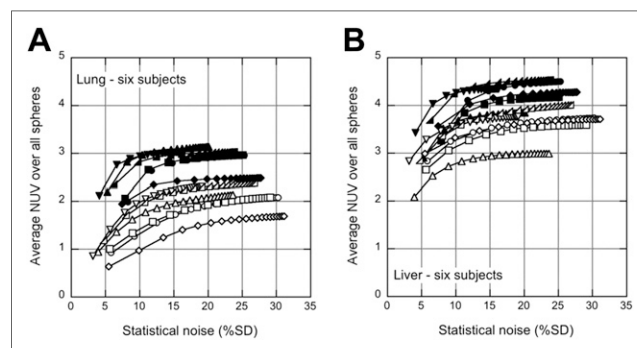 A
Lung - six subjects
Average NUV over all spheres
5
4
3
2
1
0
0 5 10 15 20 25 30 35
Statistical noise (%SD)
B
Liver - six subjects
Average NUV over all spheres
5
4
3
2
1
0
0 5 10 15 20 25 30 35
Statistical noise (%SD)